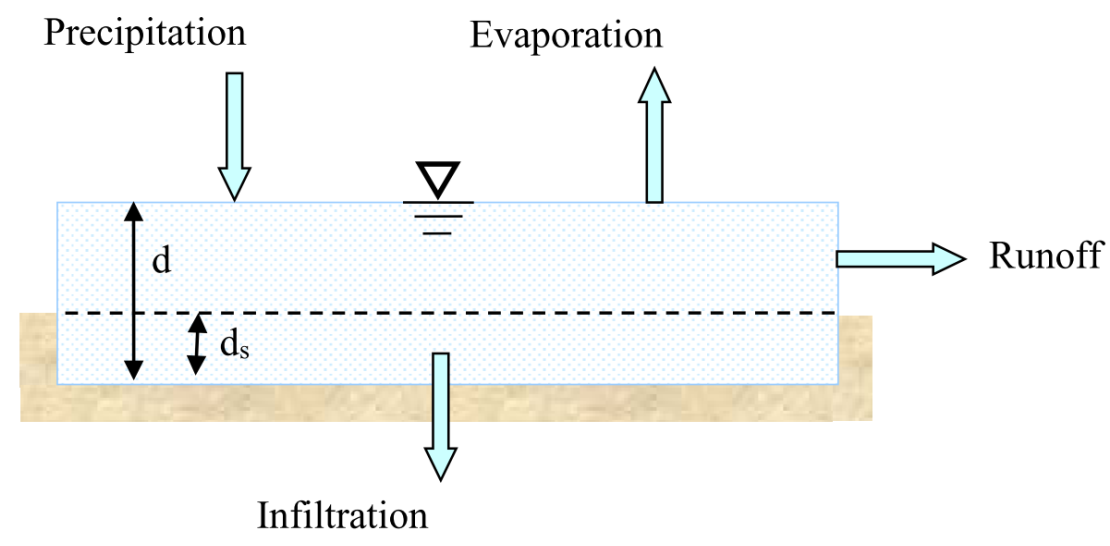 Precipitation
Evaporation
d
Runoff
ds
Infiltration